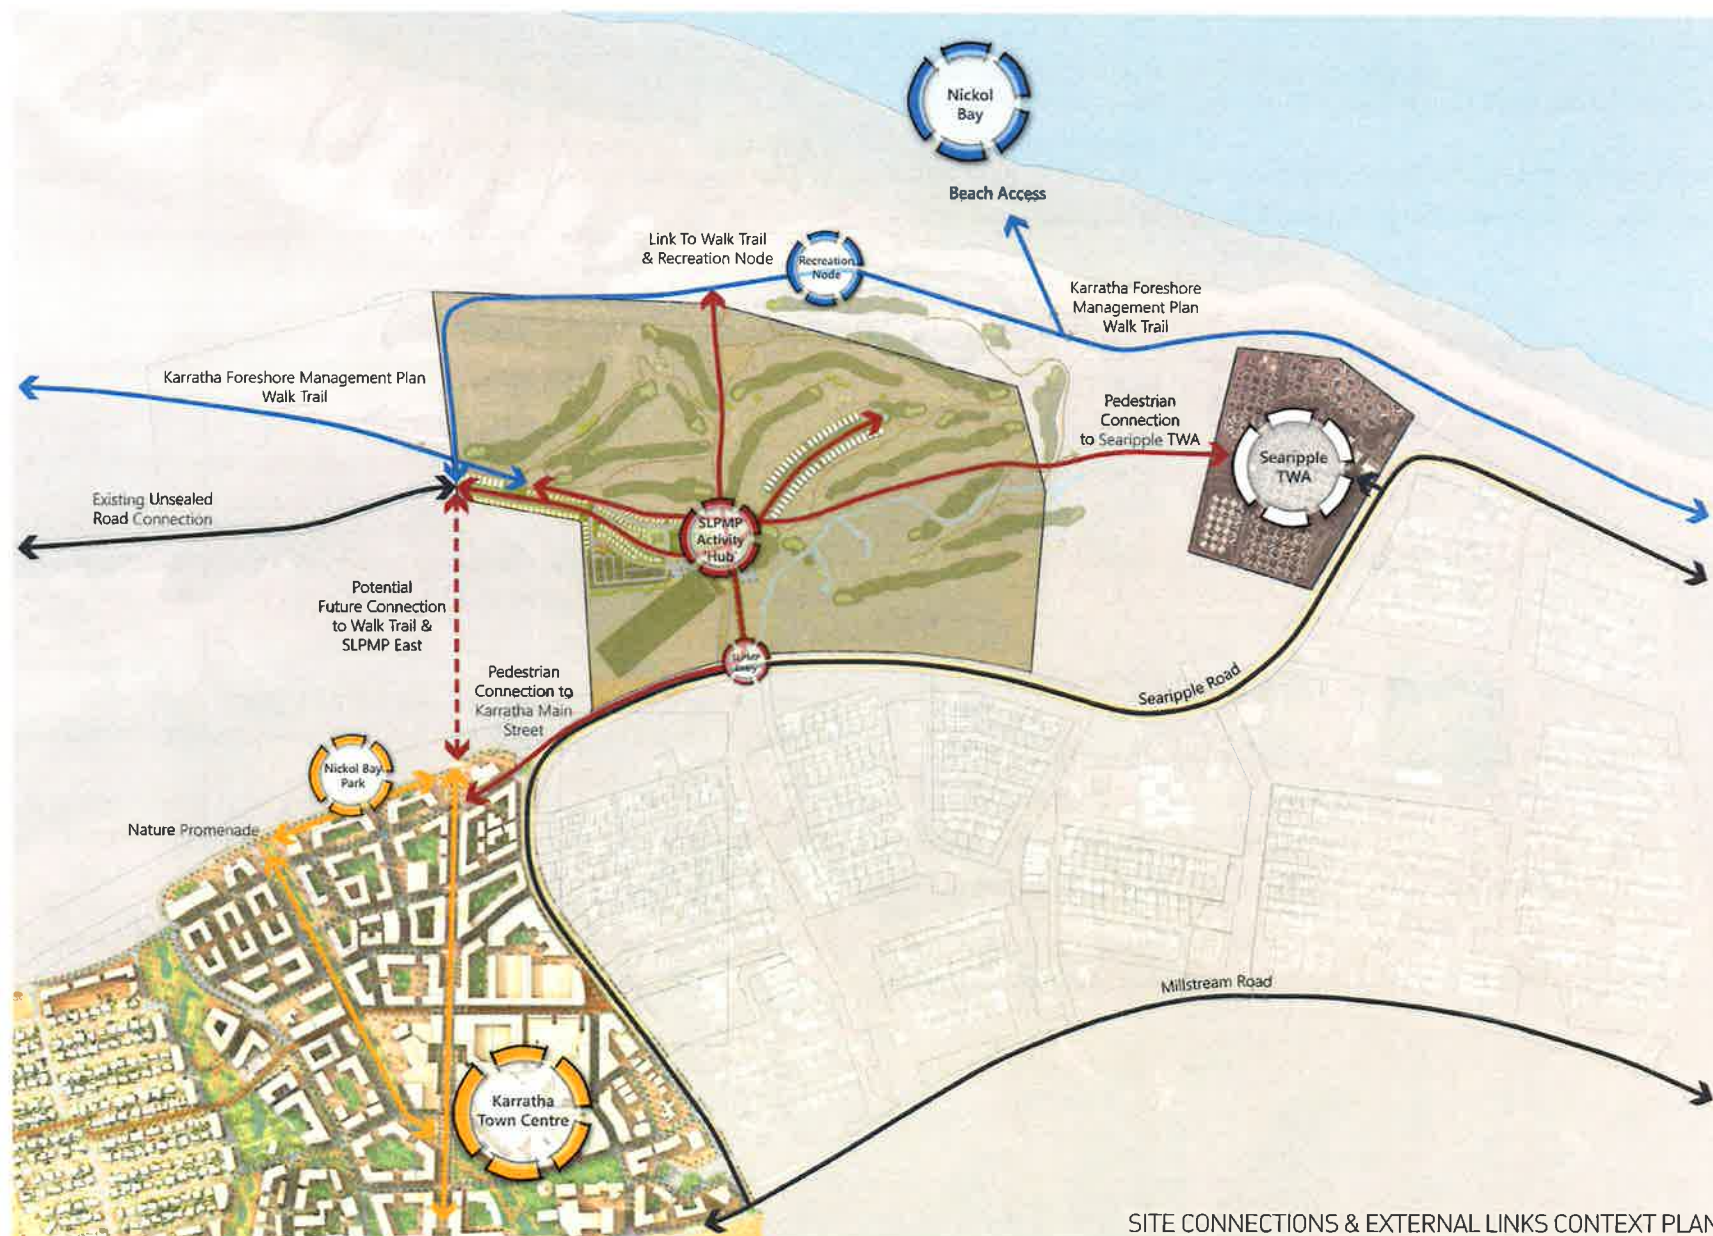 Nickol
Bay
Beach Access
Link To Walk Trail
& Recreation Node
Recreation
Node
Karratha Foreshore
Management Plan
Walk Trail
Karratha Foreshore Management Plan
Walk Trail
Pedestrian
Connection
to Searipple TWA
Searipple
TWA
Existing Unsealed
Road Connection
SLPMP
Activity
'Hub'
Potential
Future Connection
to Walk Trail &
SLPMP East
SLPMP
Entry
Pedestrian
Connection to
Karratha Main
Street
Searipple Road
Nickol Bay
Park
Nature Promenade
Millstream Road
Karratha
Town Centre
SITE CONNECTIONS & EXTERNAL LINKS CONTEXT PLAN